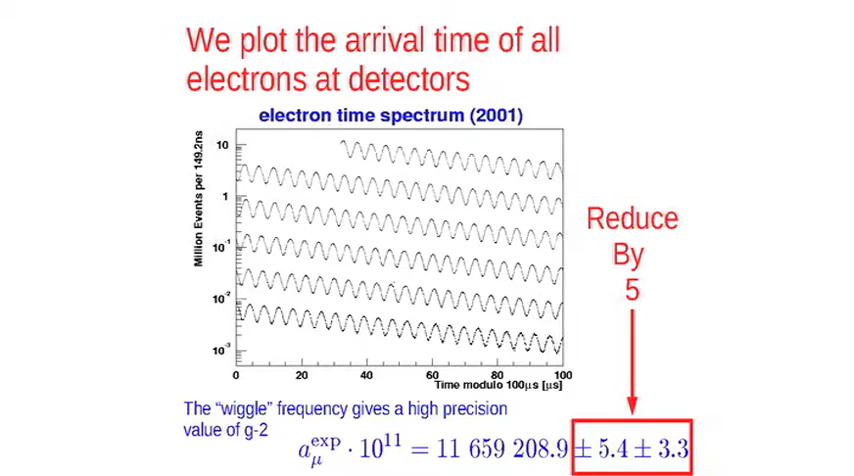 We plot the arrival time of all
electrons at detectors
electron time spectrum (2001)
Million Events per 149.2ns
10
1
10⁻¹
10⁻²
10⁻³
0 20 40 60 80 100
Time modulo 100μs [μs]
Reduce
By
5
The “wiggle” frequency gives a high precision
value of g-2
a_μ^exp · 10¹¹ = 11 659 208.9 ± 5.4 ± 3.3